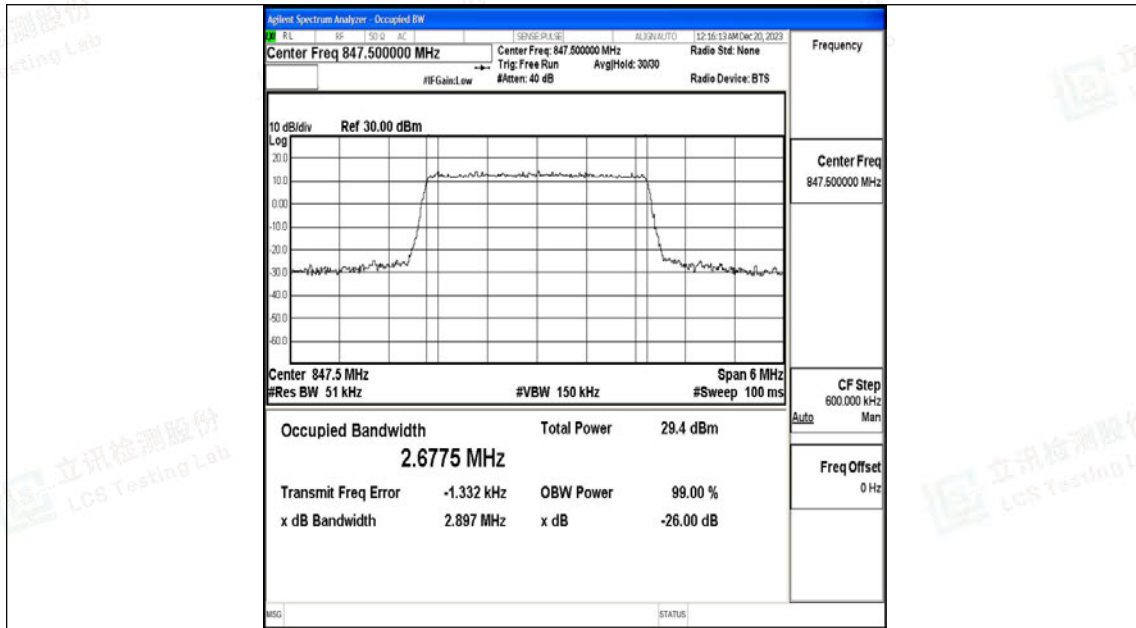 Agilent Spectrum Analyzer - Occupied BW
RL RF 50 Ω AC SENSE:PULSE ALIGNAUTO 12:16:13 AM Dec 20, 2023
Center Freq 847.500000 MHz
Center Freq: 847.500000 MHz
Radio Std: None
Trig: Free Run Avg|Hold: 30/30
#IFGain:Low
#Atten: 40 dB
Radio Device: BTS
Frequency
10 dB/div Ref 30.00 dBm
Log
20.0
10.0
0.00
-10.0
-20.0
-30.0
-40.0
-50.0
-60.0
Center 847.5 MHz
Span 6 MHz
#Res BW 51 kHz
#VBW 150 kHz
#Sweep 100 ms
Center Freq
847.500000 MHz
CF Step
600.000 kHz
Auto Man
Freq Offset
0 Hz
Occupied Bandwidth
Total Power 29.4 dBm
2.6775 MHz
Transmit Freq Error -1.332 kHz
OBW Power 99.00 %
x dB Bandwidth 2.897 MHz
x dB -26.00 dB
MSG
STATUS
立讯检测股份
LCS Testing Lab
立讯检测股份
LCS Testing Lab